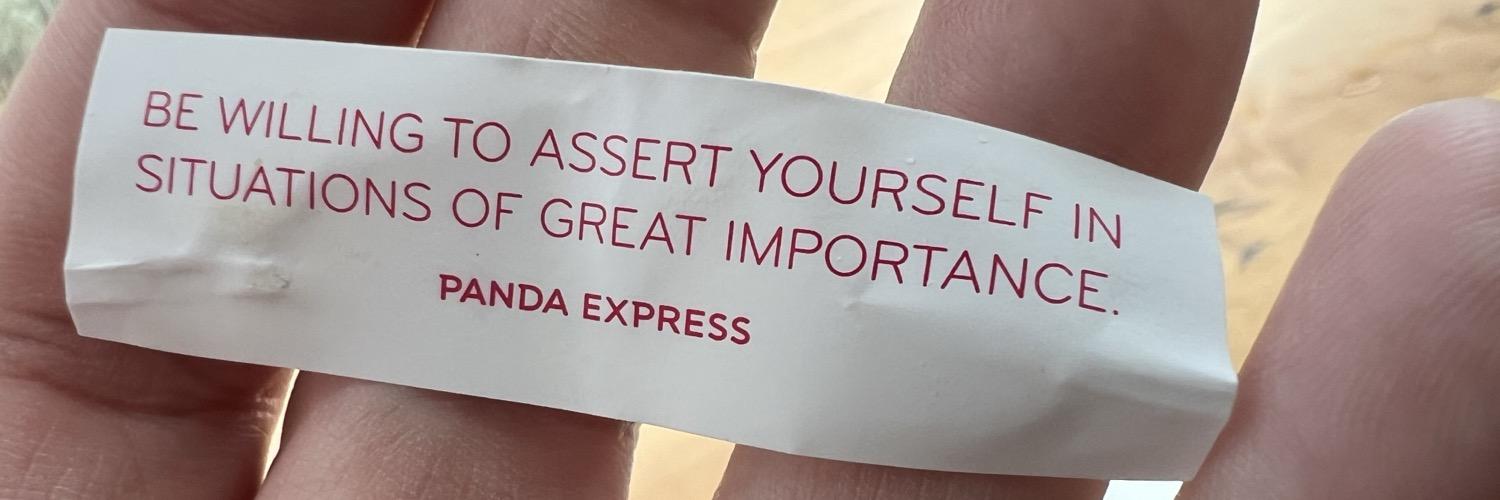 BE WILLING TO ASSERT YOURSELF IN
SITUATIONS OF GREAT IMPORTANCE.
PANDA EXPRESS